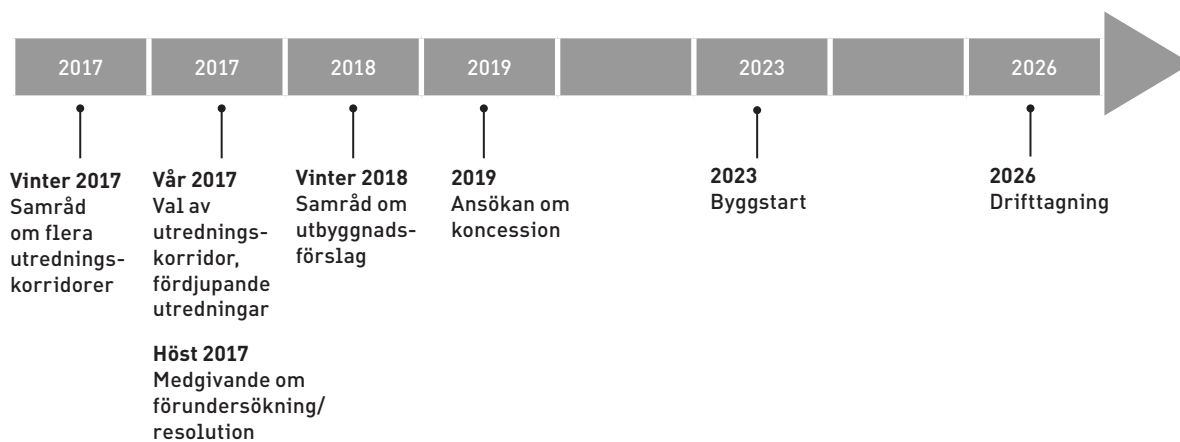 2017
2017
2018
2019
2023
2026
Vinter 2017
Samråd
om flera
utrednings-
korridorer
Vår 2017
Val av
utrednings-
korridor,
fördjupande
utredningar
Höst 2017
Medgivande om
förundersökning/
resolution
Vinter 2018
Samråd om
utbyggnads-
förslag
2019
Ansökan om
koncession
2023
Byggstart
2026
Drifttagning